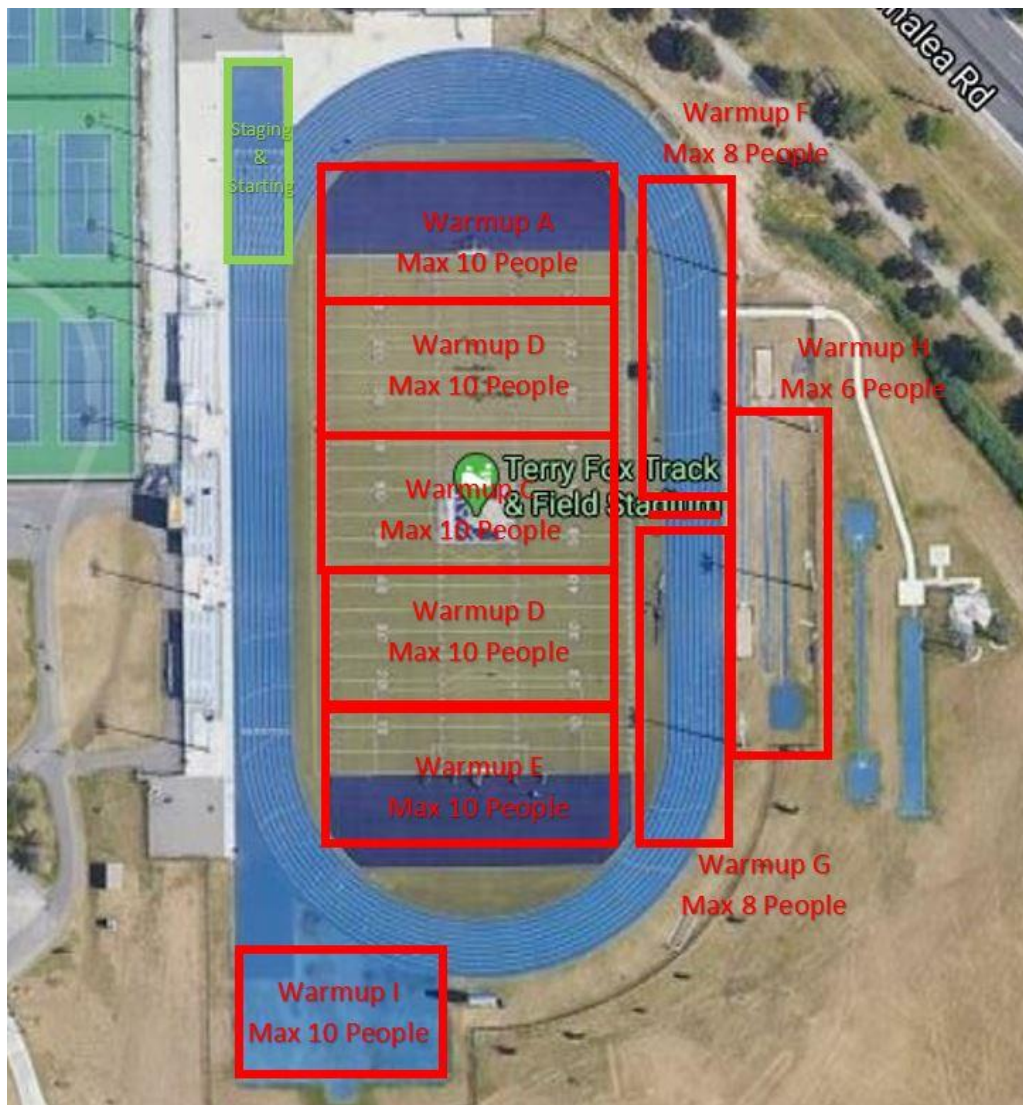 nalea Rd
Warmup F
Max 8 People
Staging
&
Starting
Warmup A
Max 10 People
Warmup D
Max 10 People
Warmup H
Max 6 People
Terry Fox Track
& Field Stadium
Warmup C
Max 10 People
Warmup D
Max 10 People
Warmup E
Max 10 People
Warmup G
Max 8 People
Warmup I
Max 10 People